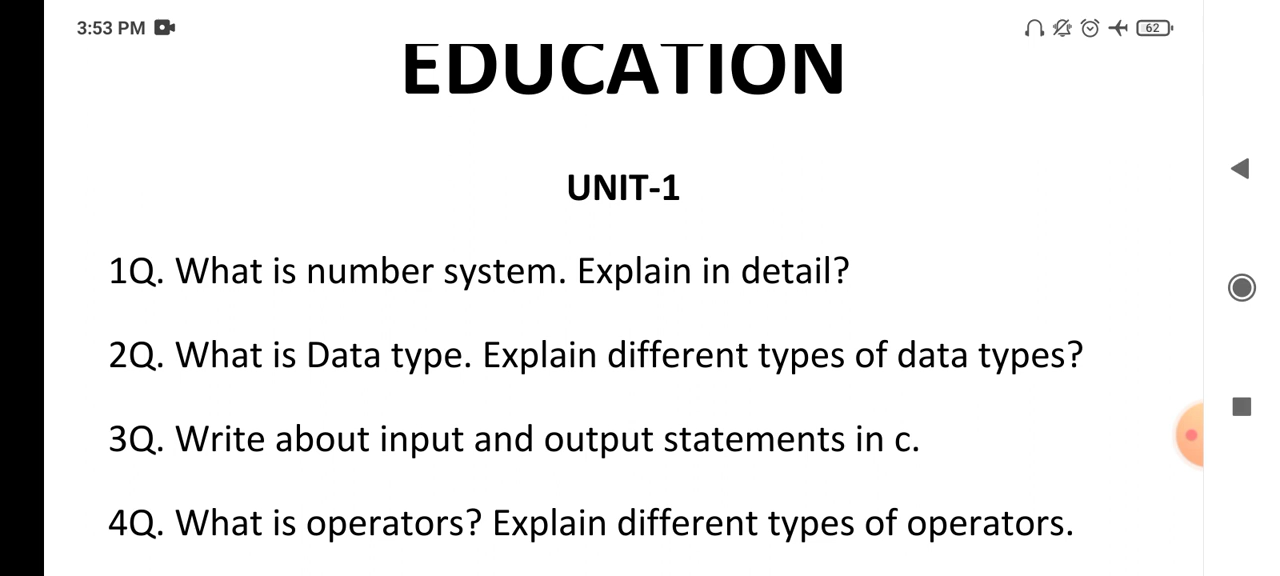 3:53 PM
62
EDUCATION
UNIT-1
1Q. What is number system. Explain in detail?
2Q. What is Data type. Explain different types of data types?
3Q. Write about input and output statements in c.
4Q. What is operators? Explain different types of operators.